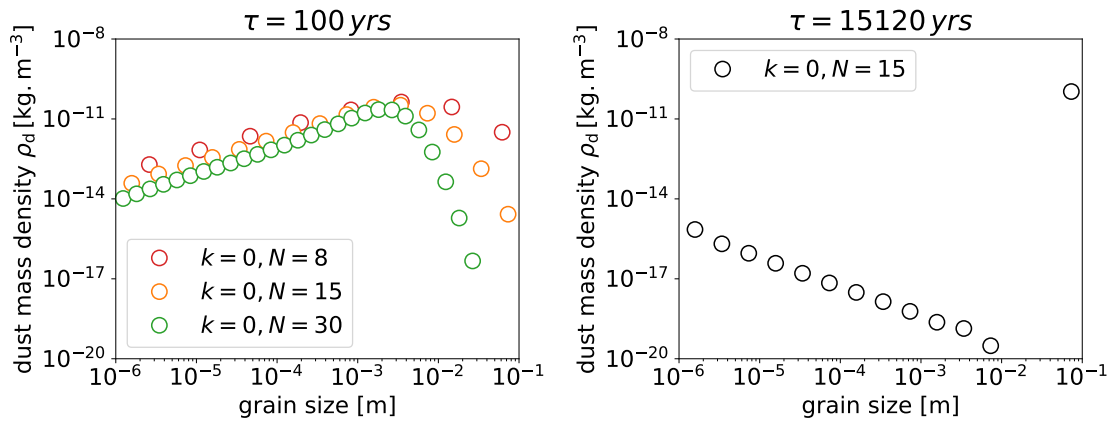 τ = 100 yrs
dust mass density ρd [kg. m−3]
10−8
10−11
10−14
10−17
10−20
k = 0, N = 8
k = 0, N = 15
k = 0, N = 30
10−6 10−5 10−4 10−3 10−2 10−1
grain size [m]
τ = 15120 yrs
dust mass density ρd [kg. m−3]
10−8
10−11
10−14
10−17
10−20
k = 0, N = 15
10−6 10−5 10−4 10−3 10−2 10−1
grain size [m]